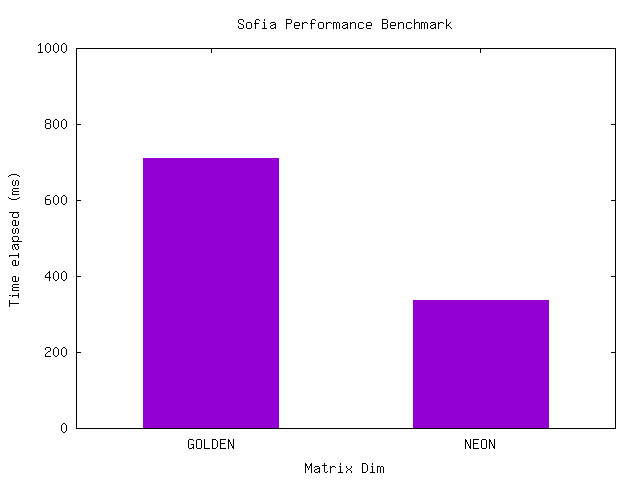 Sofia Performance Benchmark
1000
800
600
400
200
0
Time elapsed (ms)
GOLDEN NEON
Matrix Dim